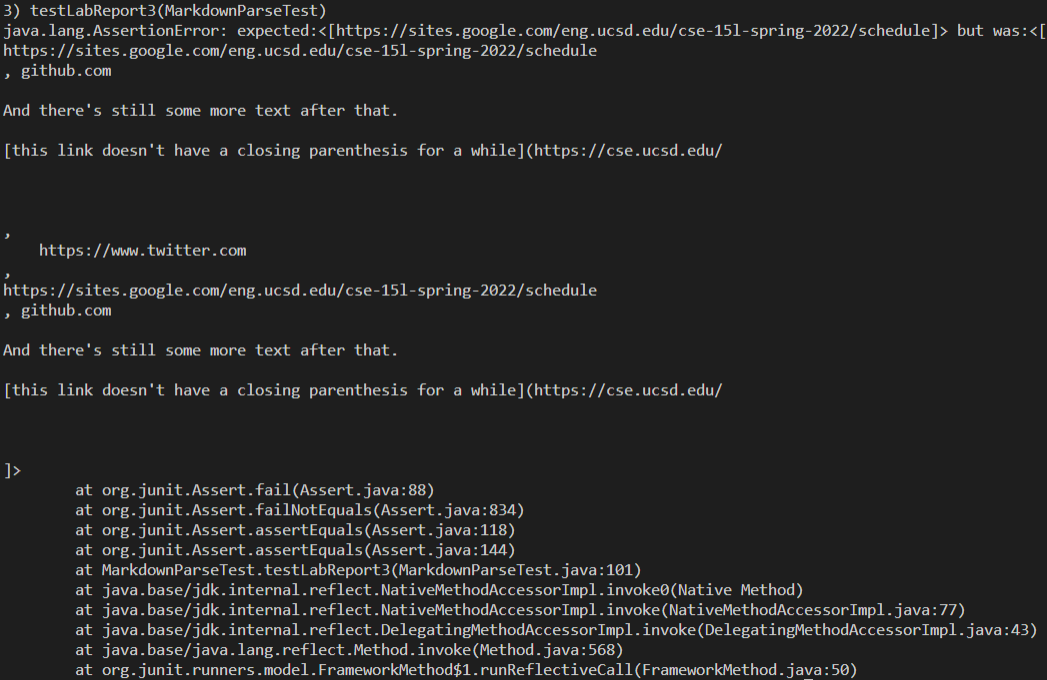 3) testLabReport3(MarkdownParseTest)
java.lang.AssertionError: expected:<[https://sites.google.com/eng.ucsd.edu/cse-15l-spring-2022/schedule]> but was:<[
https://sites.google.com/eng.ucsd.edu/cse-15l-spring-2022/schedule
, github.com
And there's still some more text after that.
[this link doesn't have a closing parenthesis for a while](https://cse.ucsd.edu/
,
https://www.twitter.com
,
https://sites.google.com/eng.ucsd.edu/cse-15l-spring-2022/schedule
, github.com
And there's still some more text after that.
[this link doesn't have a closing parenthesis for a while](https://cse.ucsd.edu/
]>
at org.junit.Assert.fail(Assert.java:88)
at org.junit.Assert.failNotEquals(Assert.java:834)
at org.junit.Assert.assertEquals(Assert.java:118)
at org.junit.Assert.assertEquals(Assert.java:144)
at MarkdownParseTest.testLabReport3(MarkdownParseTest.java:101)
at java.base/jdk.internal.reflect.NativeMethodAccessorImpl.invoke0(Native Method)
at java.base/jdk.internal.reflect.NativeMethodAccessorImpl.invoke(NativeMethodAccessorImpl.java:77)
at java.base/jdk.internal.reflect.DelegatingMethodAccessorImpl.invoke(DelegatingMethodAccessorImpl.java:43)
at java.base/java.lang.reflect.Method.invoke(Method.java:568)
at org.junit.runners.model.FrameworkMethod$1.runReflectiveCall(FrameworkMethod.java:50)